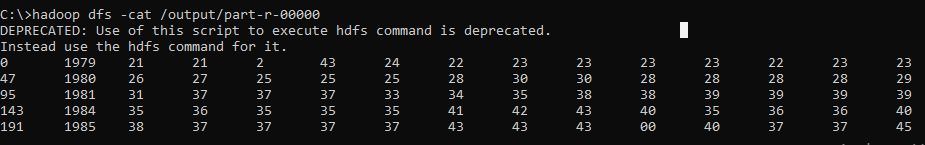 C:\>hadoop dfs -cat /output/part-r-00000
DEPRECATED: Use of this script to execute hdfs command is deprecated.
Instead use the hdfs command for it.
0 1979 21 21 2 43 24 22 23 23 23 23 22 23 23
47 1980 26 27 25 25 25 28 30 30 28 28 28 28 29
95 1981 31 37 37 37 33 34 35 38 38 39 39 39 39
143 1984 35 36 35 35 35 41 42 43 40 35 36 36 40
191 1985 38 37 37 37 37 43 43 43 00 40 37 37 45